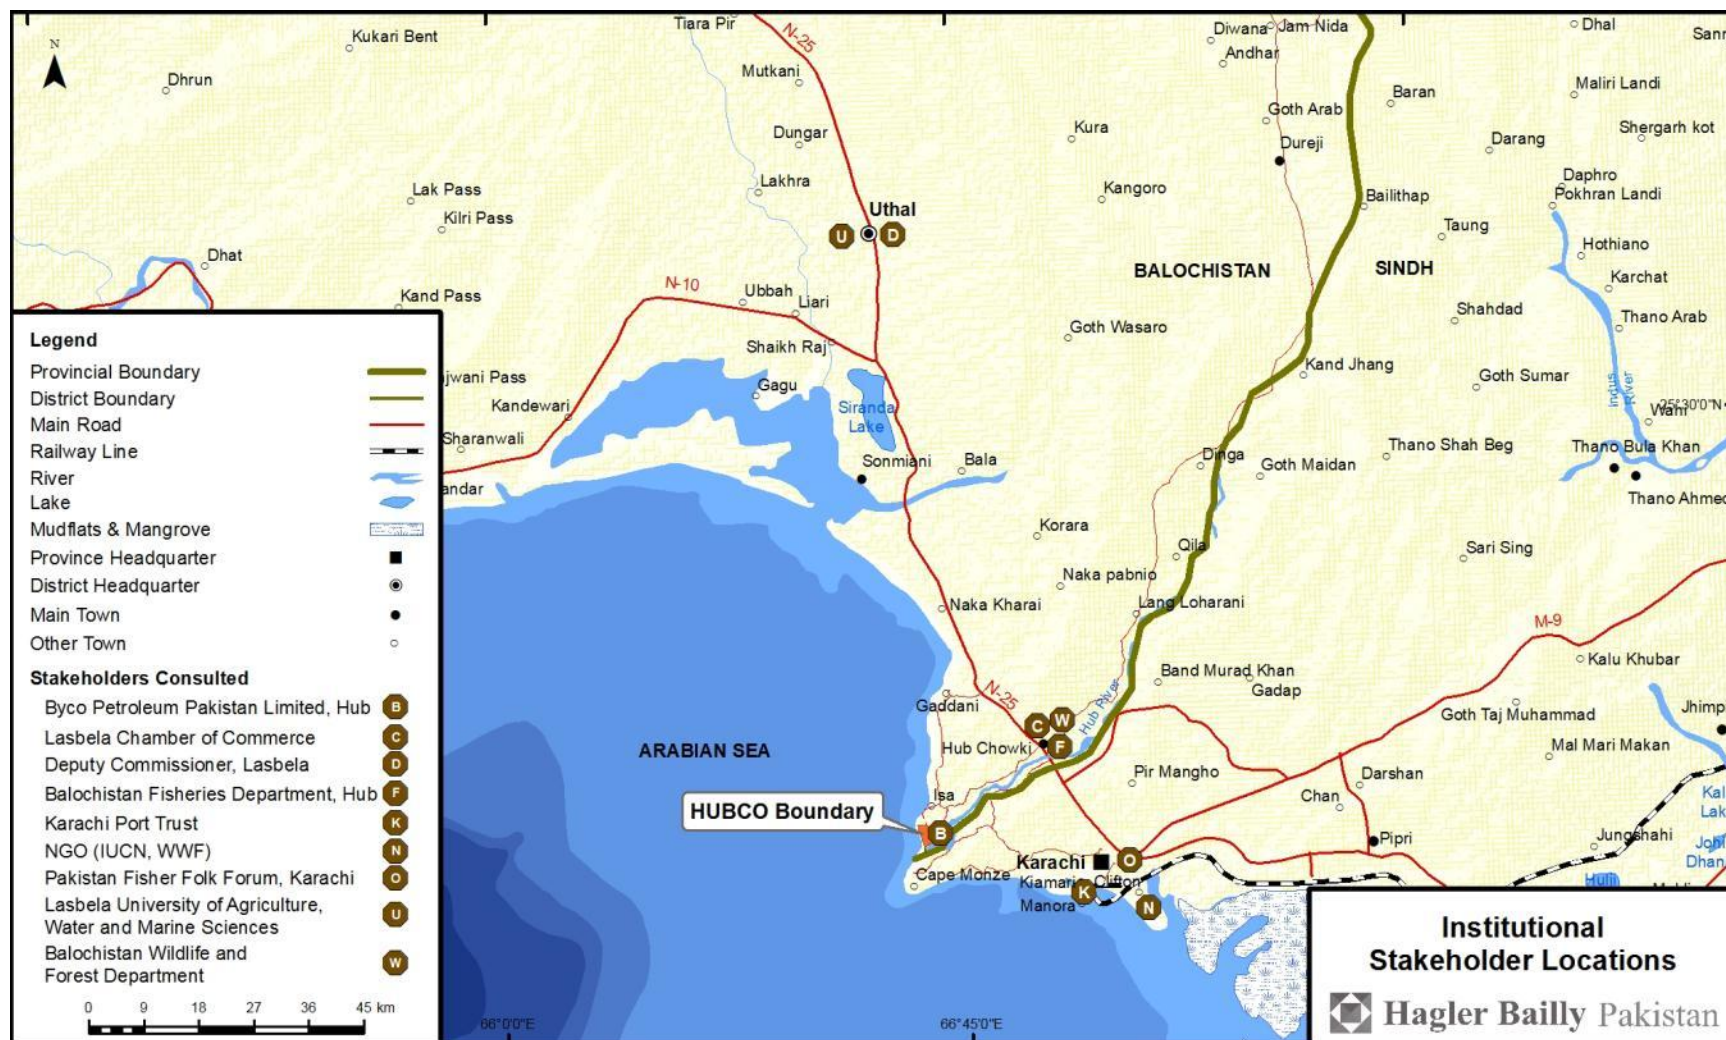 Tiara Pir
Diwana
Jam Nida
Dhal
Kukari Bent
N-25
Andhar
N
Mutkani
Dhrun
Baran
Maliri Landi
Goth Arab
Kura
Dungar
Shergarh kot
Darang
Dureji
Lakhra
Daphro
Lak Pass
Kangoro
Pokhran Landi
Bailithap
Uthal
Kilri Pass
Taung
U
D
Hothiano
Dhat
BALOCHISTAN
SINDH
Karchat
N-10
Ubbah
Kand Pass
Liari
Shahdad
Thano Arab
Goth Wasaro
Shaikh Raj
Kand Jhang
Goth Sumar
Gagu
Indus
River
Kandewari
Siranda
Lake
25°30'0"N
Sharanwali
Thano Shah Beg
Thano Bula Khan
Dinga
Goth Maidan
Sonmiani
Bala
Korara
Qila
Sari Sing
Naka pabnio
Naka Kharai
Lang Loharani
M-9
Band Murad Khan
Kalu Khubar
Gadap
N-25
Gaddani
Hub River
Goth Taj Muhammad
C
W
F
Hub Chowki
ARABIAN SEA
Mal Mari Makan
Pir Mangho
Darshan
Isa
Chan
HUBCO Boundary
B
Pipri
Jungshahi
Karachi
O
Cape Monze
Kiamari
Clifton
K
Manora
N
66°0'0"E
66°45'0"E
Legend
Provincial Boundary
District Boundary
Main Road
Railway Line
River
Lake
Mudflats & Mangrove
Province Headquarter
District Headquarter
Main Town
Other Town
Stakeholders Consulted
Byco Petroleum Pakistan Limited, Hub B
Lasbela Chamber of Commerce C
Deputy Commissioner, Lasbela D
Balochistan Fisheries Department, Hub F
Karachi Port Trust K
NGO (IUCN, WWF) N
Pakistan Fisher Folk Forum, Karachi O
Lasbela University of Agriculture,
Water and Marine Sciences U
Balochistan Wildlife and
Forest Department W
0 9 18 27 36 45 km
Institutional
Stakeholder Locations
Hagler Bailly Pakistan